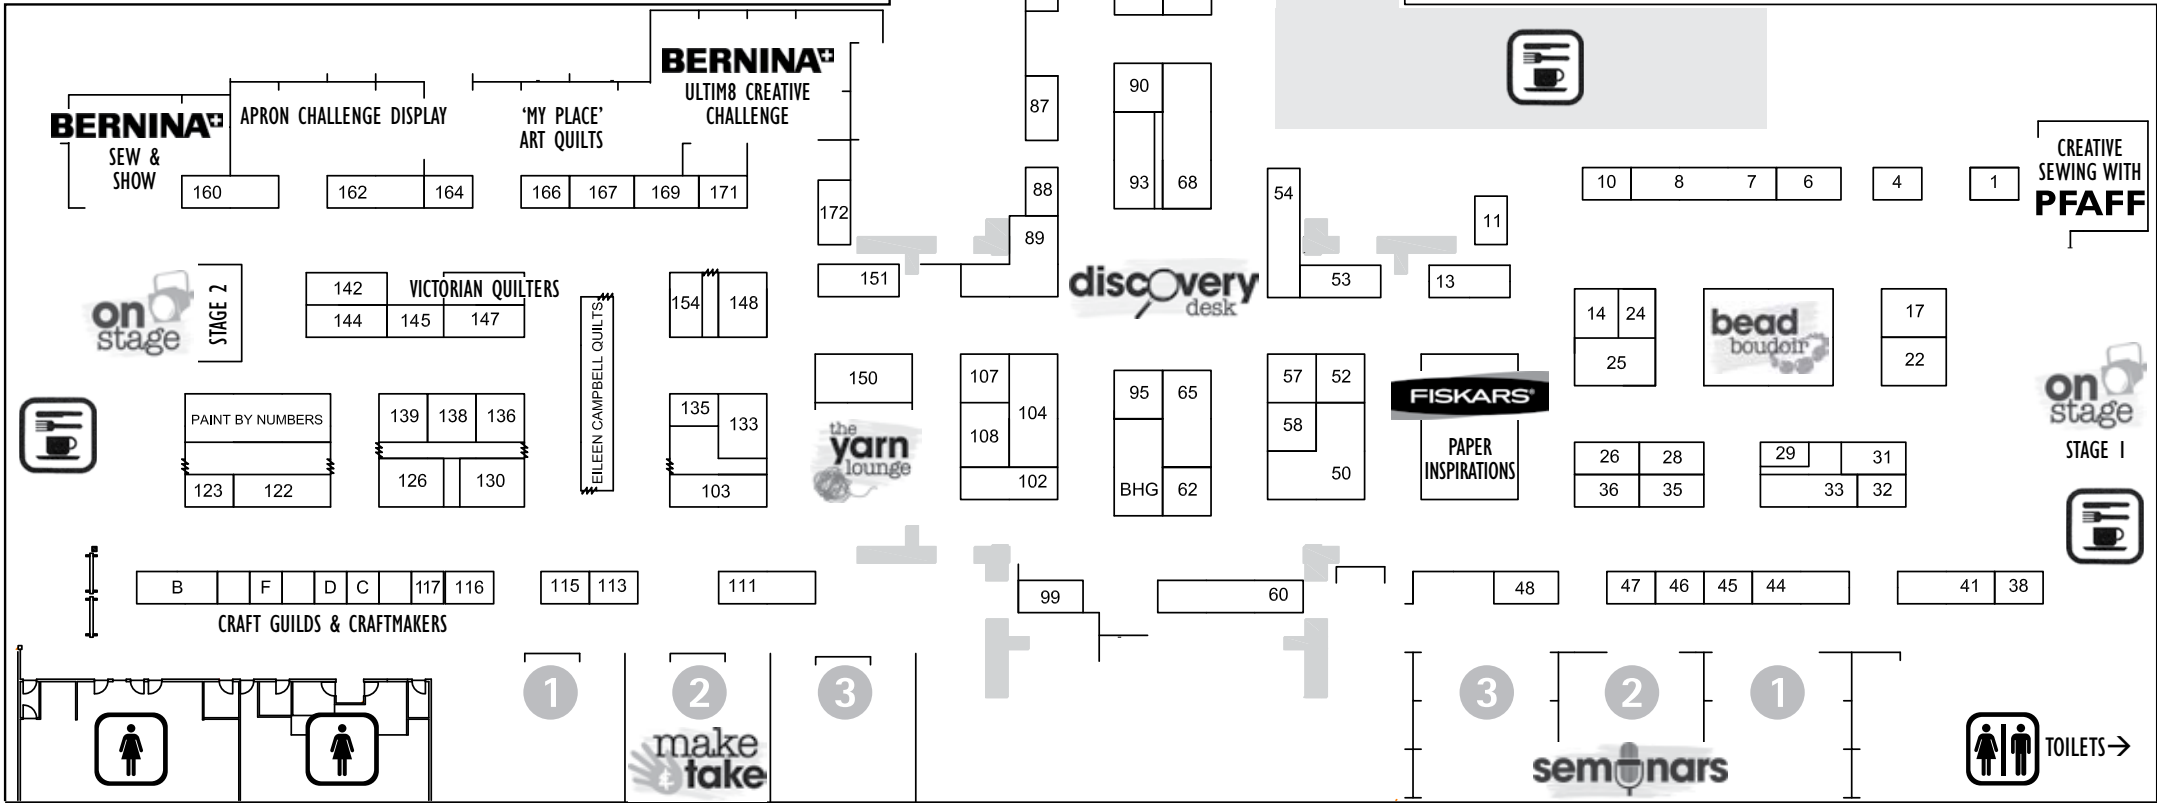 BERNINA
SEW &
SHOW
APRON CHALLENGE DISPLAY
‘MY PLACE’
ART QUILTS
BERNINA
ULTIM8 CREATIVE
CHALLENGE
160
162
164
166
167
169
171
172
87
88
89
90
93
68
54
11
10
8
7
6
4
1
CREATIVE
SEWING WITH
PFAFF
on
stage
STAGE 2
142
VICTORIAN QUILTERS
144
145
147
EILEEN CAMPBELL QUILTS
154
148
151
discovery
desk
53
13
14
24
25
bead
boudoir
17
22
on
stage
STAGE 1
PAINT BY NUMBERS
123
122
139
138
136
126
130
135
133
103
150
the
yarn
lounge
107
104
108
102
95
65
BHG
62
57
52
58
50
FISKARS®
PAPER
INSPIRATIONS
26
28
36
35
29
31
33
32
B
F
D
C
117
116
CRAFT GUILDS & CRAFTMAKERS
115
113
111
99
60
48
47
46
45
44
41
38
1
2
3
make
& take
3
2
1
seminars
TOILETS→